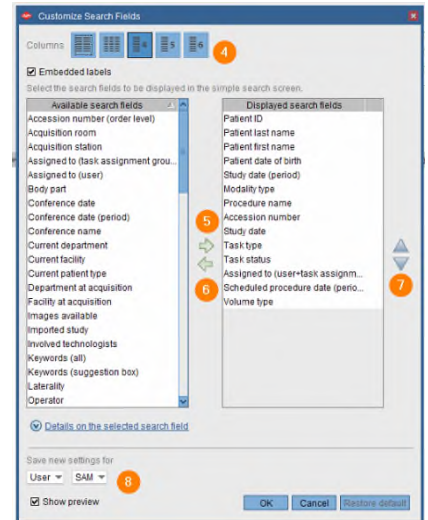 Customize Search Fields
Columns 4 5 6 4
Embedded labels
Select the search fields to be displayed in the simple search screen.
Available search fields
Accession number (order level)
Acquisition room
Acquisition station
Assigned to (task assignment grou...
Assigned to (user)
Body part
Conference date
Conference date (period)
Conference name
Current department
Current facility
Current patient type
Department at acquisition
Facility at acquisition
Images available
Imported study
Involved technologists
Keywords (all)
Keywords (suggestion box)
Laterality
Operator
5
6
Displayed search fields
Patient ID
Patient last name
Patient first name
Patient date of birth
Study date (period)
Modality type
Procedure name
Accession number
Study date
Task type
Task status
Assigned to (user+task assignm...
Scheduled procedure date (perio...
Volume type
7
Details on the selected search field
Save new settings for
User SAM 8
Show preview
OK Cancel Restore default